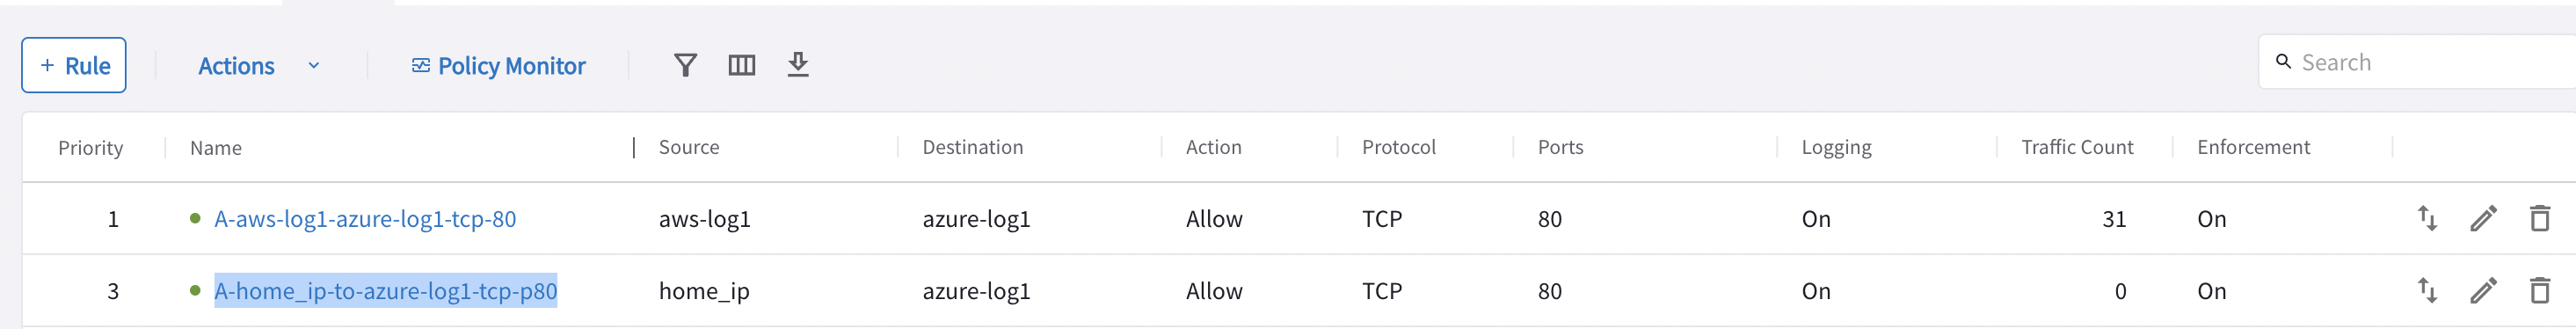 + Rule Actions Policy Monitor Search
Priority Name Source Destination Action Protocol Ports Logging Traffic Count Enforcement
1 A-aws-log1-azure-log1-tcp-80 aws-log1 azure-log1 Allow TCP 80 On 31 On
3 A-home_ip-to-azure-log1-tcp-p80 home_ip azure-log1 Allow TCP 80 On 0 On